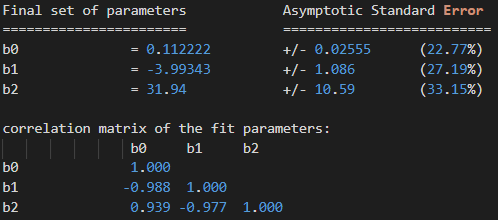 Final set of parameters            Asymptotic Standard Error
=======================            ==========================
b0              = 0.112222         +/- 0.02555      (22.77%)
b1              = -3.99343         +/- 1.086        (27.19%)
b2              = 31.94            +/- 10.59        (33.15%)
correlation matrix of the fit parameters:
                b0     b1     b2
b0              1.000
b1             -0.988  1.000
b2              0.939 -0.977  1.000